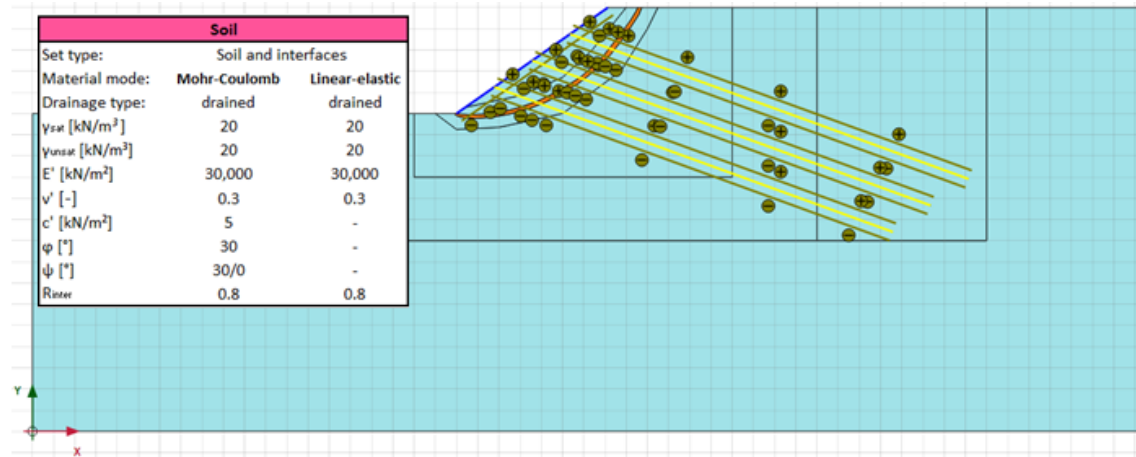 Soil
Set type: Soil and interfaces
Material mode: Mohr-Coulomb Linear-elastic
Drainage type: drained drained
γsat [kN/m³] 20 20
γunsat [kN/m³] 20 20
E' [kN/m²] 30,000 30,000
v' [-] 0.3 0.3
c' [kN/m²] 5 -
φ [°] 30 -
ψ [°] 30/0 -
Rinter 0.8 0.8
Y
X